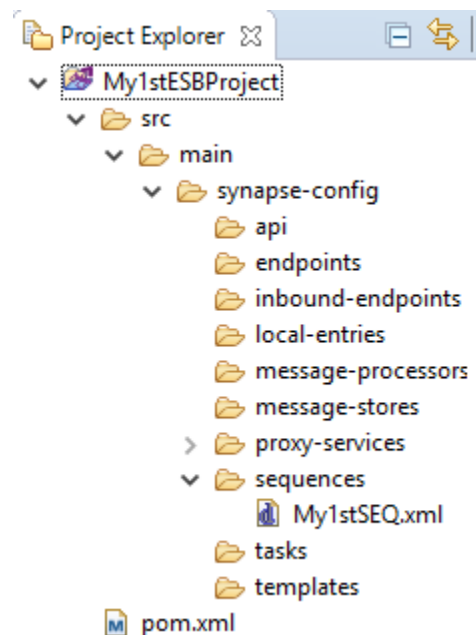 Project Explorer
My1stESBProject
src
main
synapse-config
api
endpoints
inbound-endpoints
local-entries
message-processors
message-stores
proxy-services
sequences
My1stSEQ.xml
tasks
templates
pom.xml